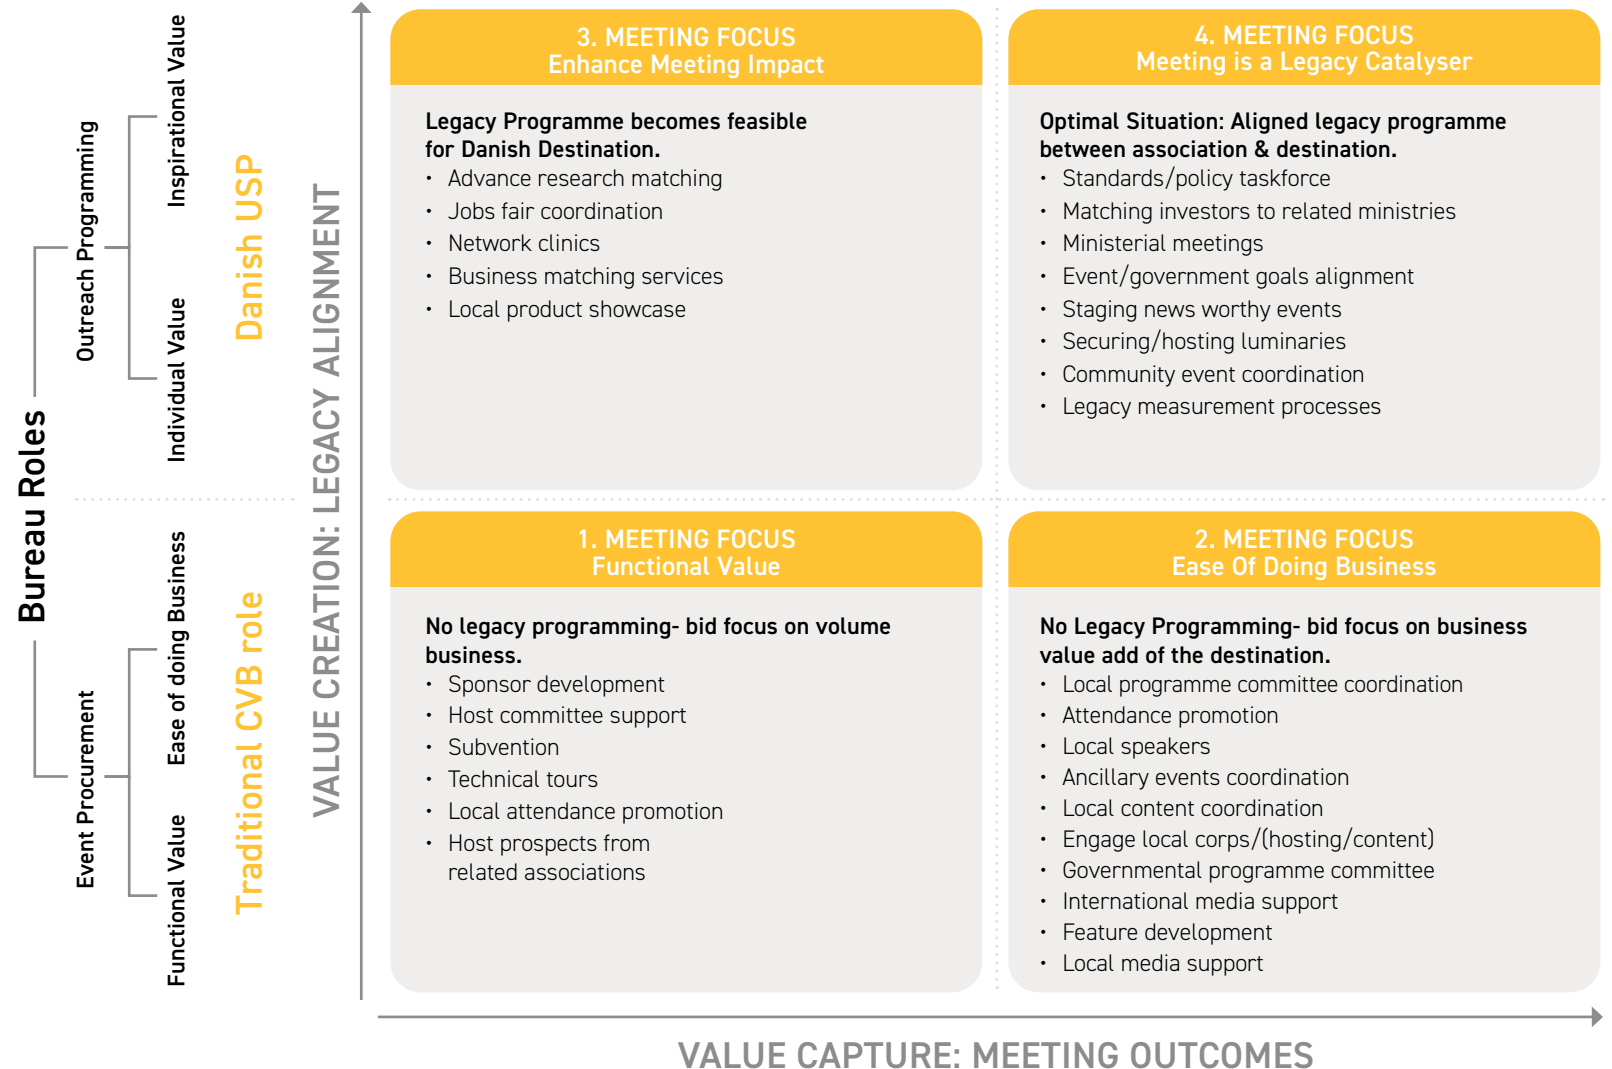 Bureau Roles
Outreach Programming
Inspirational Value
Individual Value
Event Procurement
Ease of doing Business
Functional Value
Danish USP
Traditional CVB role
VALUE CREATION: LEGACY ALIGNMENT
3. MEETING FOCUS
Enhance Meeting Impact
Legacy Programme becomes feasible
for Danish Destination.
• Advance research matching
• Jobs fair coordination
• Network clinics
• Business matching services
• Local product showcase
4. MEETING FOCUS
Meeting is a Legacy Catalyser
Optimal Situation: Aligned legacy programme
between association & destination.
• Standards/policy taskforce
• Matching investors to related ministries
• Ministerial meetings
• Event/government goals alignment
• Staging news worthy events
• Securing/hosting luminaries
• Community event coordination
• Legacy measurement processes
1. MEETING FOCUS
Functional Value
No legacy programming- bid focus on volume
business.
• Sponsor development
• Host committee support
• Subvention
• Technical tours
• Local attendance promotion
• Host prospects from
related associations
2. MEETING FOCUS
Ease Of Doing Business
No Legacy Programming- bid focus on business
value add of the destination.
• Local programme committee coordination
• Attendance promotion
• Local speakers
• Ancillary events coordination
• Local content coordination
• Engage local corps/(hosting/content)
• Governmental programme committee
• International media support
• Feature development
• Local media support
VALUE CAPTURE: MEETING OUTCOMES